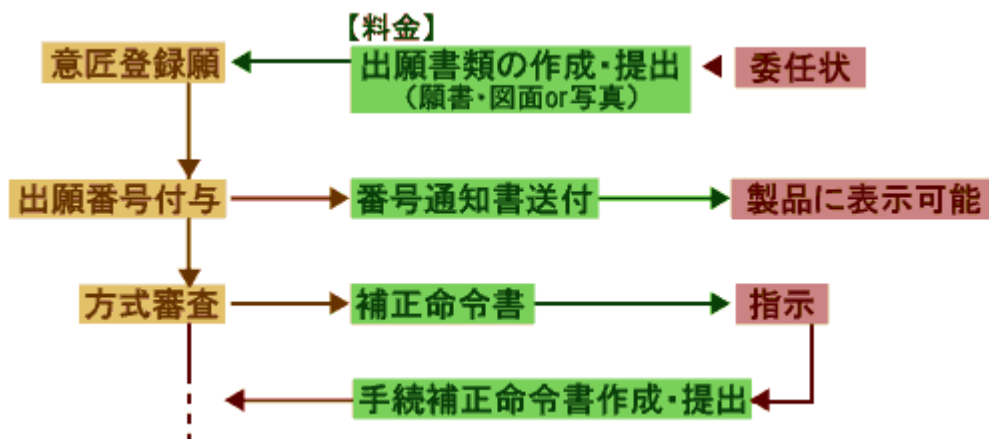 【料金】
意匠登録願
出願書類の作成・提出
(願書・図面or写真)
委任状
出願番号付与
番号通知書送付
製品に表示可能
方式審査
補正命令書
指示
手続補正命令書作成・提出